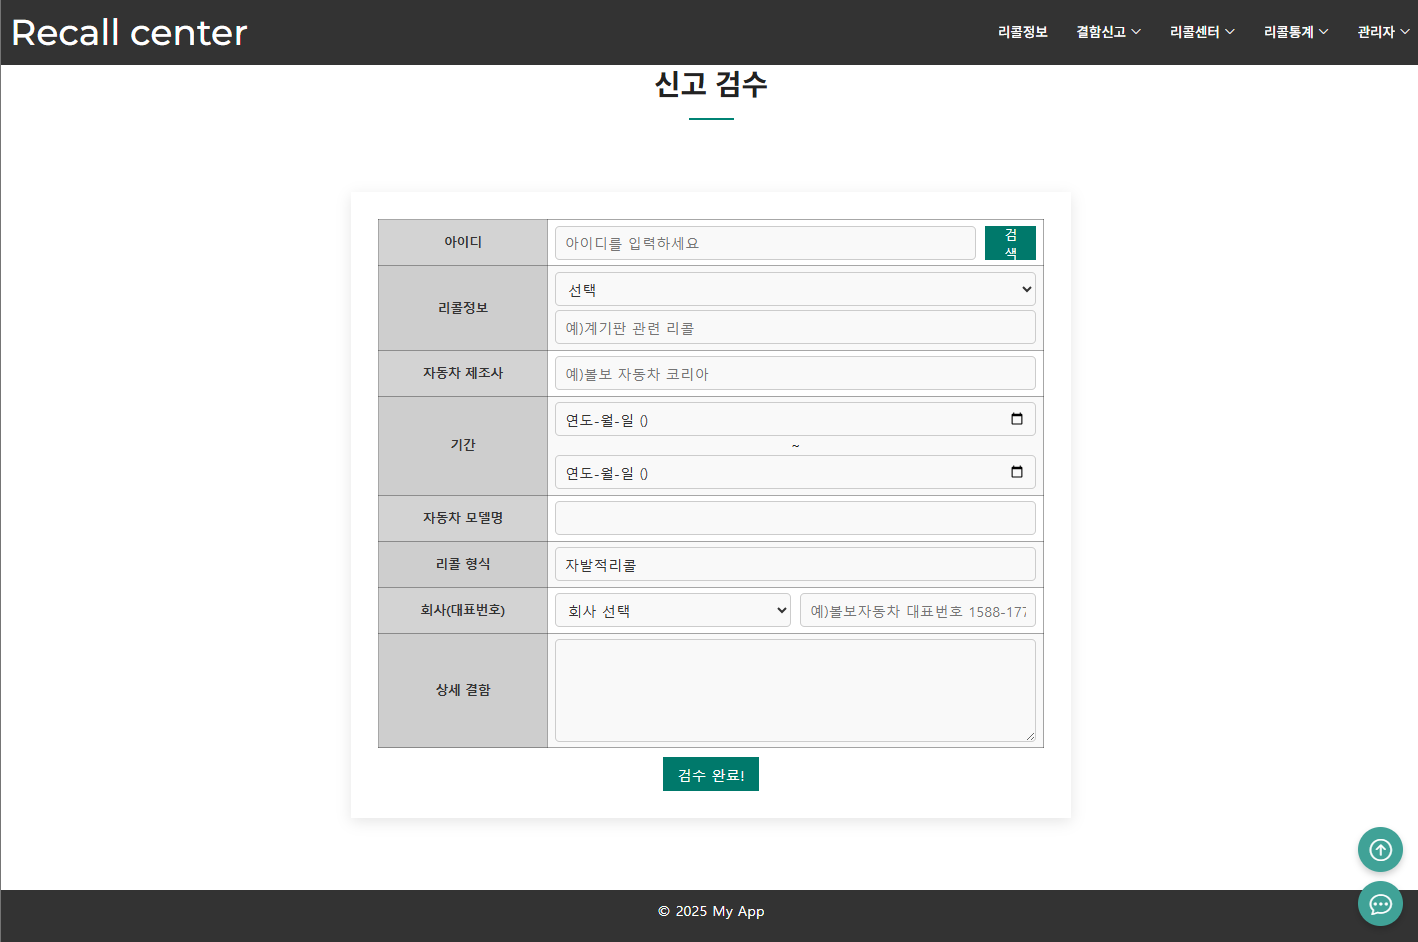 Recall center
리콜정보 결함신고 리콜센터 리콜통계 관리자
신고 검수
아이디
아이디를 입력하세요
검
색
리콜정보
선택
예)계기판 관련 리콜
자동차 제조사
예)볼보 자동차 코리아
기간
연도-월-일 ()
~
연도-월-일 ()
자동차 모델명
리콜 형식
자발적리콜
회사(대표번호)
회사 선택
예)볼보자동차 대표번호 1588-177
상세 결함
검수 완료!
© 2025 My App